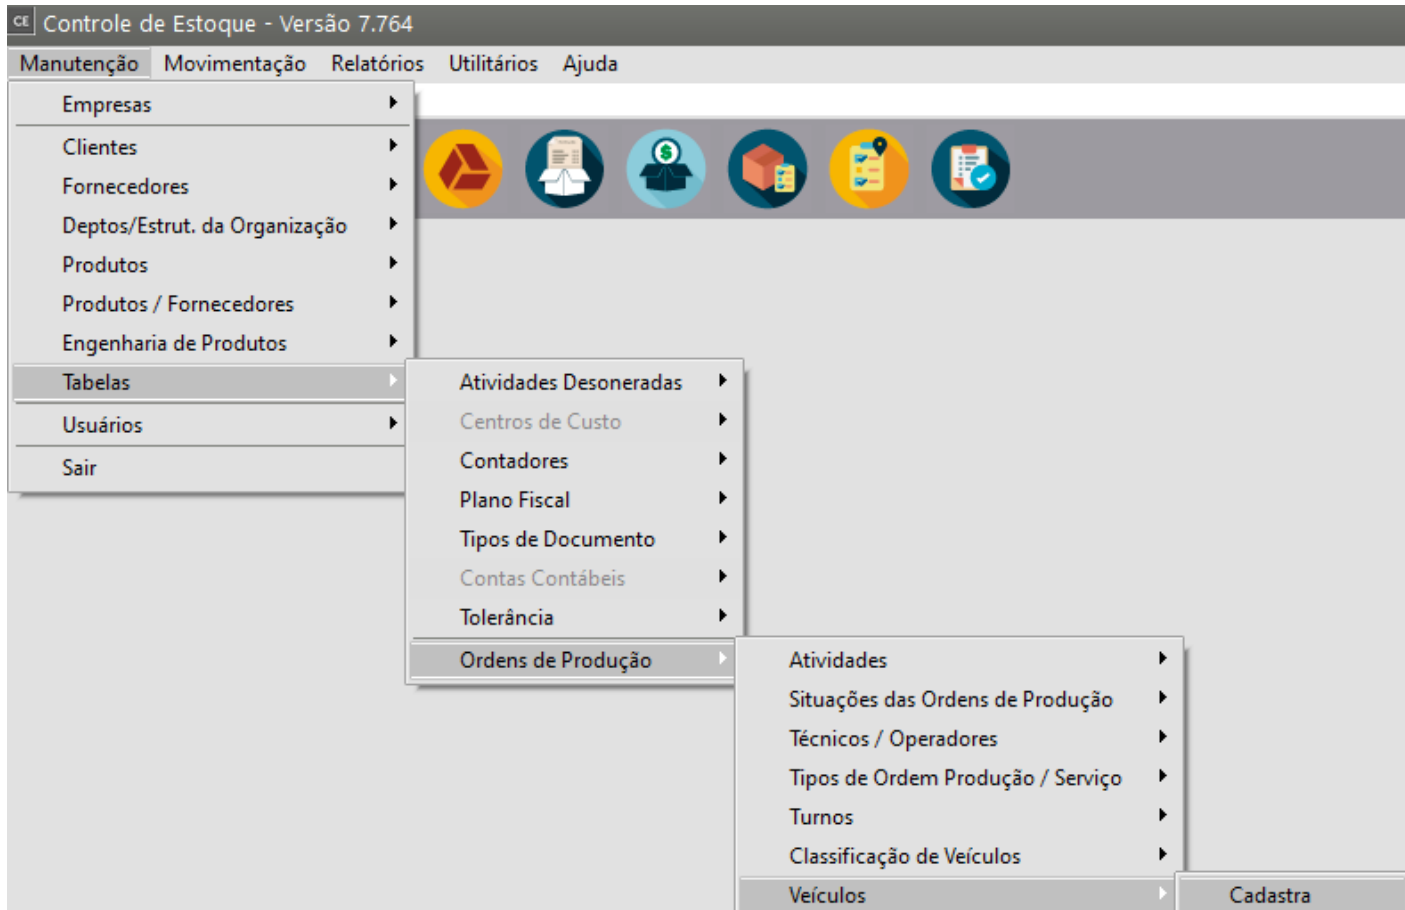 CE Controle de Estoque - Versão 7.764
Manutenção Movimentação Relatórios Utilitários Ajuda
Empresas
Clientes
Fornecedores
Deptos/Estrut. da Organização
Produtos
Produtos / Fornecedores
Engenharia de Produtos
Tabelas
Usuários
Sair
Atividades Desoneradas
Centros de Custo
Contadores
Plano Fiscal
Tipos de Documento
Contas Contábeis
Tolerância
Ordens de Produção
Atividades
Situações das Ordens de Produção
Técnicos / Operadores
Tipos de Ordem Produção / Serviço
Turnos
Classificação de Veículos
Veículos
Cadastra